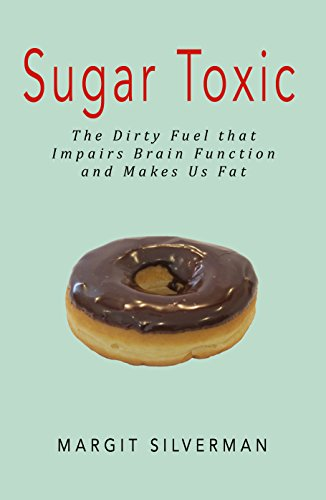 Sugar Toxic
The Dirty Fuel that
Impairs Brain Function
and Makes Us Fat
MARGIT SILVERMAN